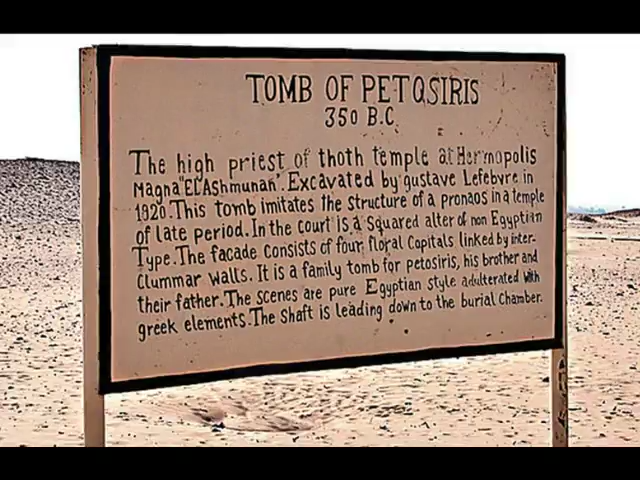 TOMB OF PETOSIRIS
350 B.C.
The high priest of thoth temple at Hermopolis
Magna "EL'Ashmunan". Excavated by gustave Lefebvre in
1920. This tomb imitates the structure of a pronaos in a temple
of late period. In the court is a squared alter of non Egyptian
Type. The facade consists of four floral Capitals linked by inter-
Clummar walls. It is a family tomb for petosiris, his brother and
their father. The scenes are pure Egyptian style adulterated with
greek elements. The shaft is leading down to the burial Chamber.